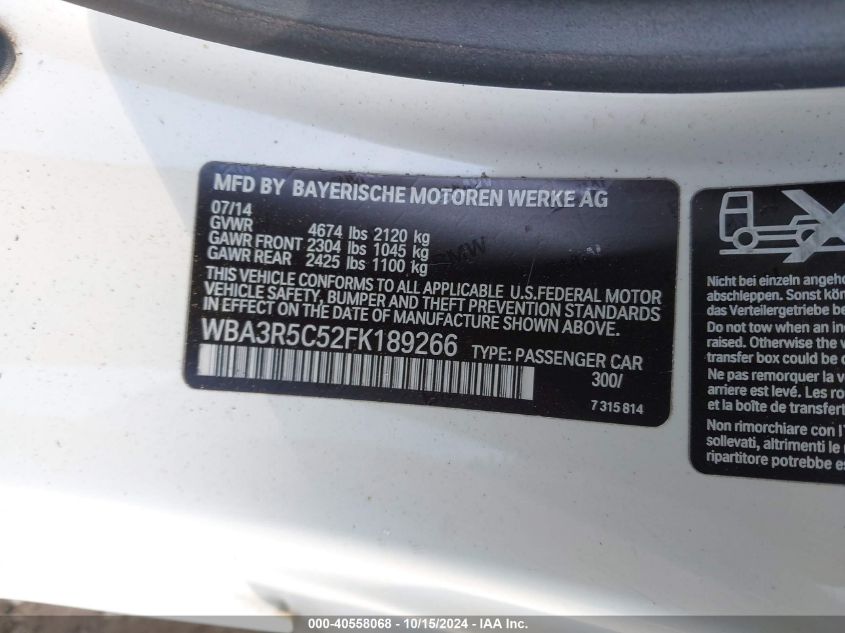 MFD BY BAYERISCHE MOTOREN WERKE AG
07/14
GVWR 4674 lbs 2120 kg
GAWR FRONT 2304 lbs 1045 kg
GAWR REAR 2425 lbs 1100 kg
THIS VEHICLE CONFORMS TO ALL APPLICABLE U.S.FEDERAL MOTOR
VEHICLE SAFETY, BUMPER AND THEFT PREVENTION STANDARDS
IN EFFECT ON THE DATE OF MANUFACTURE SHOWN ABOVE.
WBA3R5C52FK189266 TYPE: PASSENGER CAR
300/
7 315 814
Nicht bei einzeln angeho
abschleppen. Sonst kön
das Verteilergetriebe be
Do not tow with an indi
raised. Otherwise the
transfer box could be d
Ne pas remorquer la v
arriere est levé. Les ro
et la boîte de transfert
Non rimorchiare con l'
sollevati, altrimenti le
ripartitore potrebbe es
000-40558068 - 10/15/2024 - IAA Inc.